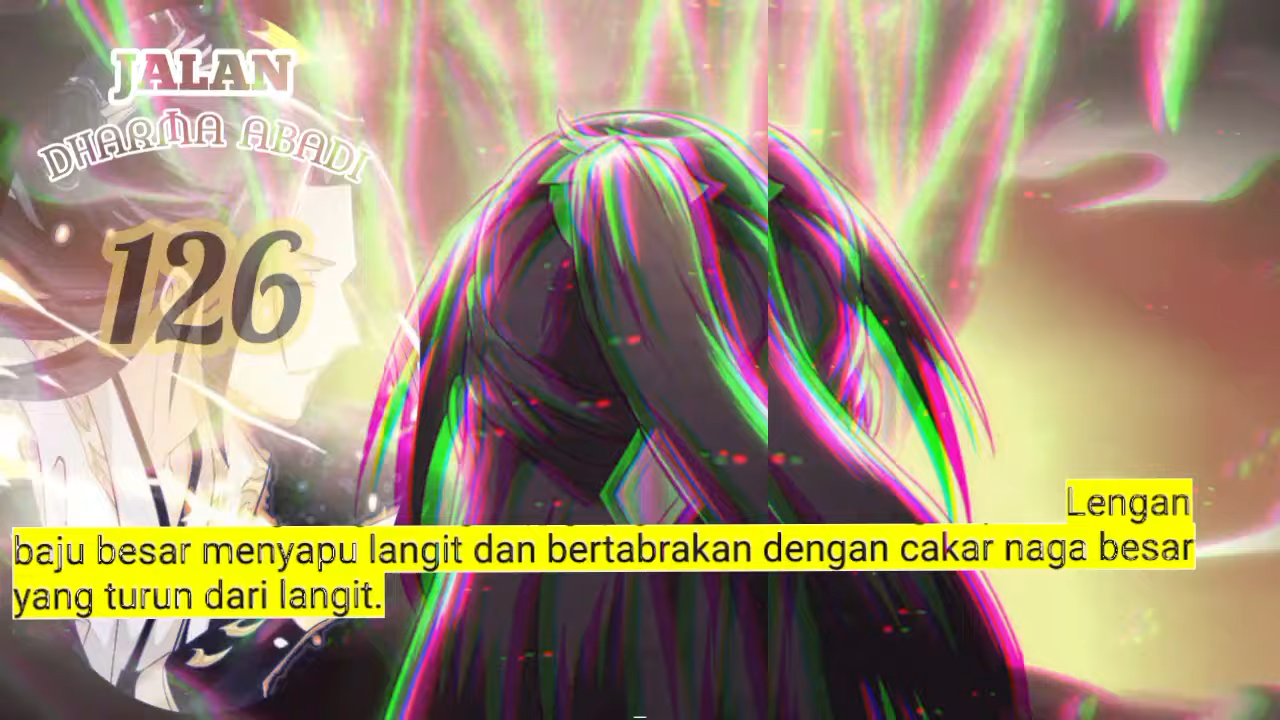 JALAN
DHARMA ABADI
126
Lengan
baju besar menyapu langit dan bertabrakan dengan cakar naga besar
yang turun dari langit.